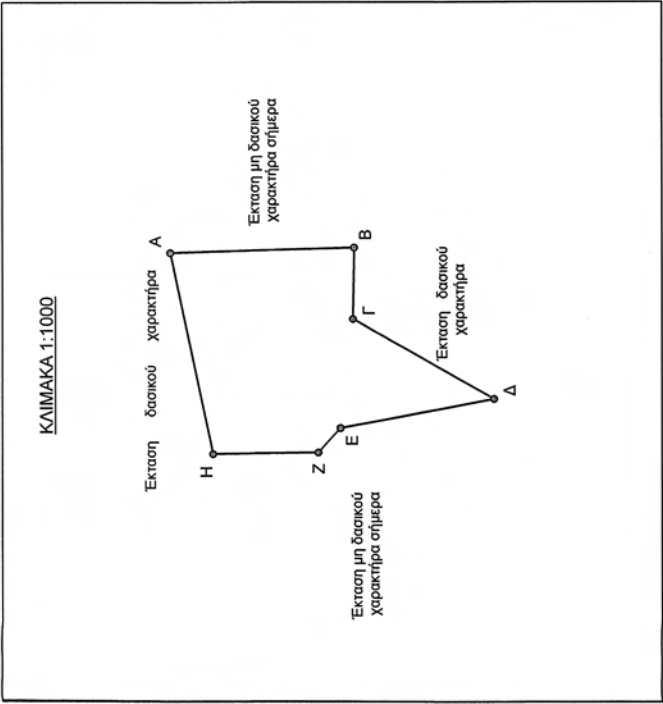 ΚΛΙΜΑΚΑ 1:1000
Έκταση δασικού χαρακτήρα
Α
Έκταση μη δασικού
χαρακτήρα σήμερα
Η
Β
Γ
Ζ
Ε
Έκταση δασικού
χαρακτήρα
Έκταση μη δασικού
χαρακτήρα σήμερα
Δ